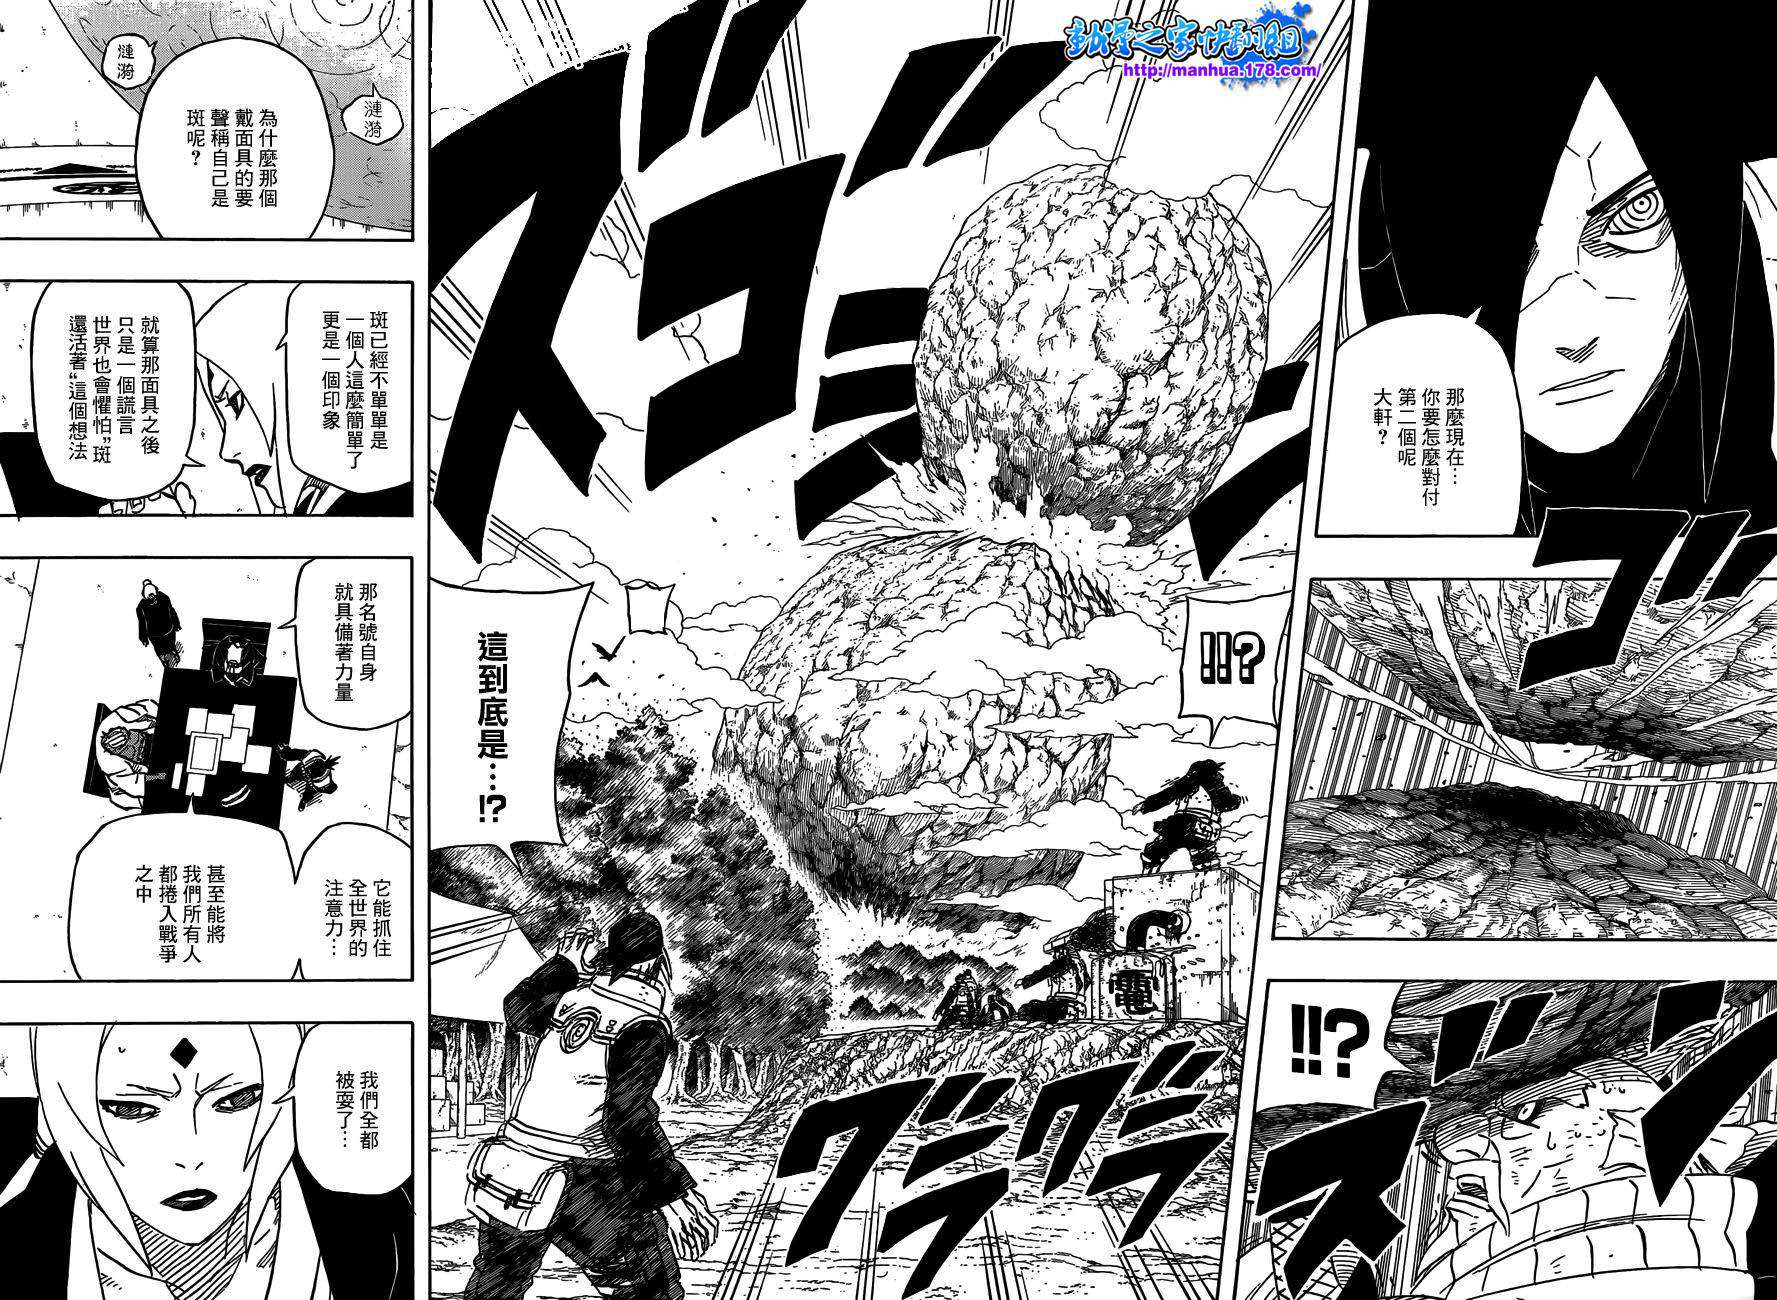 動漫之家快翻組
http://manhua.178.com/
那麼現在…
你要怎麼對付
第二個呢
大軒?
ズゴ
!!?
ズズ
ズゴゴ
!!?
這到底是…!?
グラグラ
漣漪
漣漪
為什麼那個
戴面具的要
聲稱自己是
斑呢?
斑已經不單單是
一個人這麼簡單了
更是一個印象
就算那面具之後
只是一個謊言
世界也會懼怕"斑
還活著"這個想法
那名號自身
就具備著力量
它能抓住
全世界的
注意力…
甚至能將
我們所有人
都捲入戰爭
之中
我們全都
被耍了…